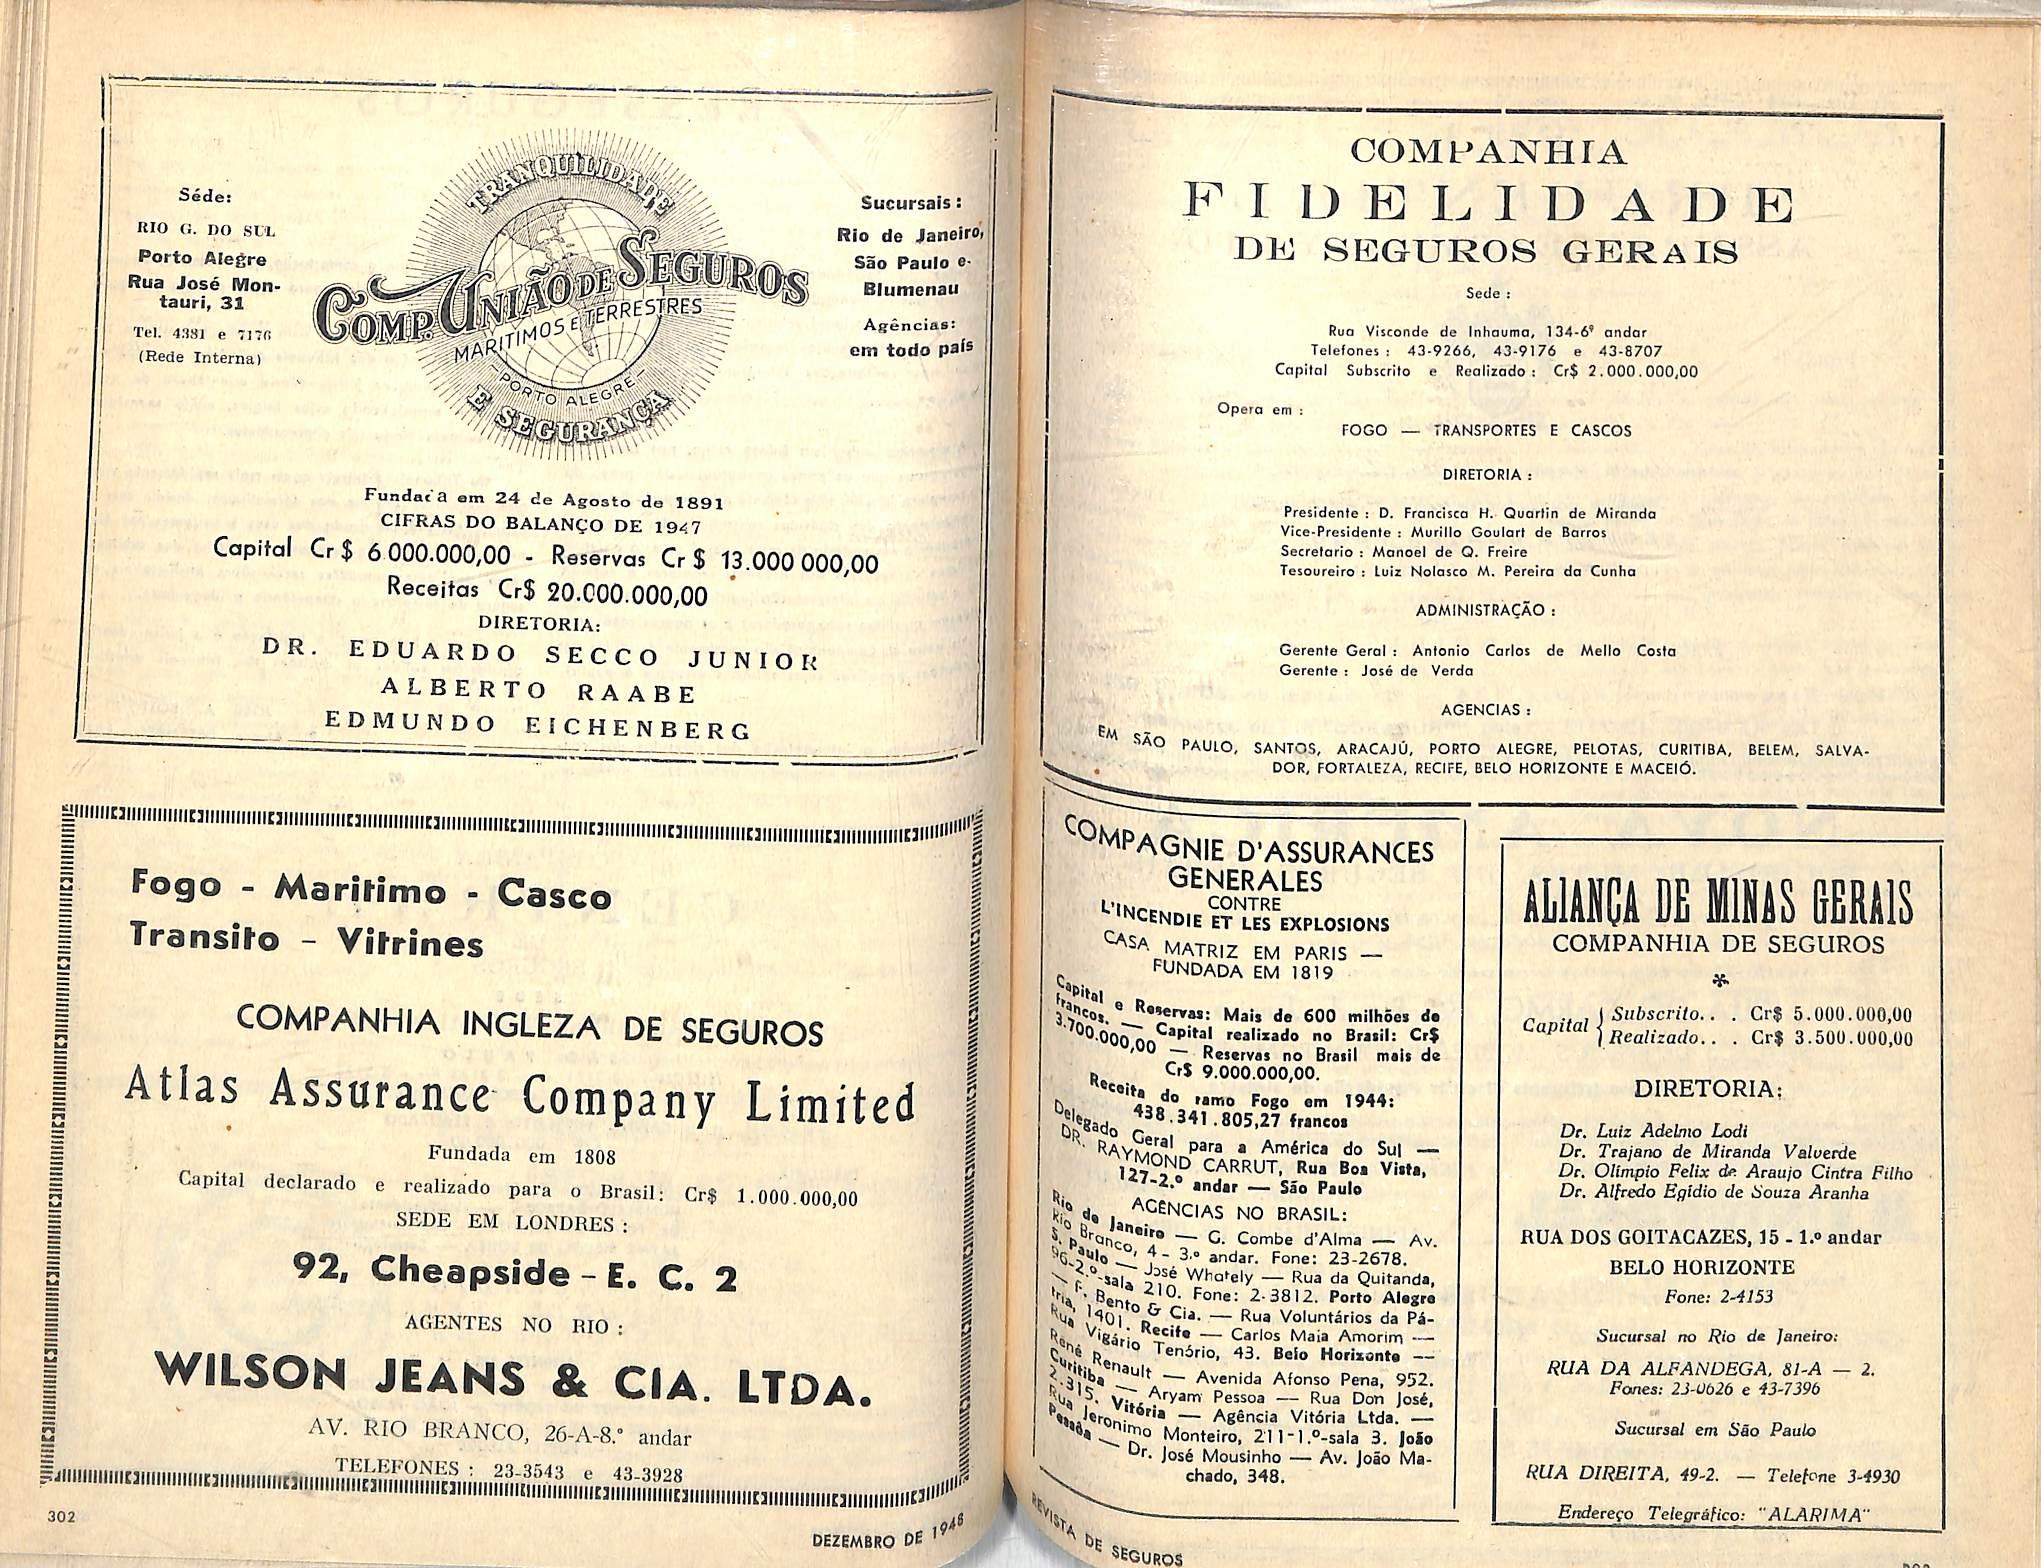 Séde:
RIO G. DO SUL
Porto Alegre
Rua José Mon-
tauri, 31
Tel. 4381 e 7176
(Rede Interna)
TRANQUILIDADE
COMP. UNIÃO DE SEGUROS
MARITIMOS E TERRESTRES
— PORTO ALEGRE —
E SEGURANÇA
Sucursais:
Rio de Janeiro,
São Paulo e
Blumenau
Agências:
em todo país
Fundada em 24 de Agosto de 1891
CIFRAS DO BALANÇO DE 1947
Capital Cr$ 6.000.000,00 - Reservas Cr$ 13.000 000,00
Receitas Cr$ 20.000.000,00
DIRETORIA:
DR. EDUARDO SECCO JUNIOR
ALBERTO RAABE
EDMUNDO EICHENBERG
Fogo - Maritimo - Casco
Transito - Vitrines
COMPANHIA INGLEZA DE SEGUROS
Atlas Assurance Company Limited
Fundada em 1808
Capital declarado e realizado para o Brasil: Cr$ 1.000.000,00
SEDE EM LONDRES:
92, Cheapside - E. C. 2
AGENTES NO RIO:
WILSON JEANS & CIA. LTDA.
AV. RIO BRANCO, 26-A-8.º andar
TELEFONES: 23-3543 e 43-3928
302
DEZEMBRO DE 1948
COMPANHIA
FIDELIDADE
DE SEGUROS GERAIS
Sede:
Rua Visconde de Inhauma, 134-6º andar
Telefones: 43-9266, 43-9176 e 43-8707
Capital Subscrito e Realizado: Cr$ 2.000.000,00
Opera em:
FOGO — TRANSPORTES E CASCOS
DIRETORIA:
Presidente: D. Francisca H. Quartin de Miranda
Vice-Presidente: Murillo Goulart de Barros
Secretario: Manoel de Q. Freire
Tesoureiro: Luiz Nolasco M. Pereira da Cunha
ADMINISTRAÇÃO:
Gerente Geral: Antonio Carlos de Mello Costa
Gerente: José de Verda
AGENCIAS:
EM SÃO PAULO, SANTOS, ARACAJÚ, PORTO ALEGRE, PELOTAS, CURITIBA, BELEM, SALVA-
DOR, FORTALEZA, RECIFE, BELO HORIZONTE E MACEIÓ.
COMPAGNIE D'ASSURANCES
GENERALES
CONTRE
L'INCENDIE ET LES EXPLOSIONS
CASA MATRIZ EM PARIS —
FUNDADA EM 1819
Capital e Reservas: Mais de 600 milhões de
francos. — Capital realizado no Brasil: Cr$
3.700.000,00 — Reservas no Brasil mais de
Cr$ 9.000.000,00.
Receita do ramo Fogo em 1944:
438.341.805,27 francos
Delegado Geral para a América do Sul —
DR. RAYMOND CARRUT, Rua Boa Vista,
127-2.º andar — São Paulo
AGÊNCIAS NO BRASIL:
Rio de Janeiro — G. Combe d'Alma — Av.
Rio Branco, 4 - 3.º andar. Fone: 23-2678.
S. Paulo — José Whately — Rua da Quitanda,
96-2.º-sala 210. Fone: 2-3812. Porto Alegre
— F. Bento & Cia. — Rua Voluntários da Pá-
tria, 1401. Recife — Carlos Maia Amorim —
Rua Vigário Tenório, 43. Belo Horizonte —
René Renault — Avenida Afonso Pena, 952.
Curitiba — Aryam Pessoa — Rua Don José,
2.315. Vitória — Agência Vitória Ltda. —
Rua Jeronimo Monteiro, 211-1.º-sala 3. João
Pessôa — Dr. José Mousinho — Av. João Ma-
chado, 348.
ALIANÇA DE MINAS GERAIS
COMPANHIA DE SEGUROS
Capital { Subscrito.. . Cr$ 5.000.000,00
Realizado.. . Cr$ 3.500.000,00
DIRETORIA:
Dr. Luiz Adelmo Lodi
Dr. Trajano de Miranda Valverde
Dr. Olimpio Felix de Araujo Cintra Filho
Dr. Alfredo Egídio de Souza Aranha
RUA DOS GOITACAZES, 15 - 1.º andar
BELO HORIZONTE
Fone: 2-4153
Sucursal no Rio de Janeiro:
RUA DA ALFANDEGA, 81-A — 2.
Fones: 23-0626 e 43-7396
Sucursal em São Paulo
RUA DIREITA, 49-2. — Telefone 3-4930
Endereço Telegráfico: "ALARIMA"
REVISTA DE SEGUROS